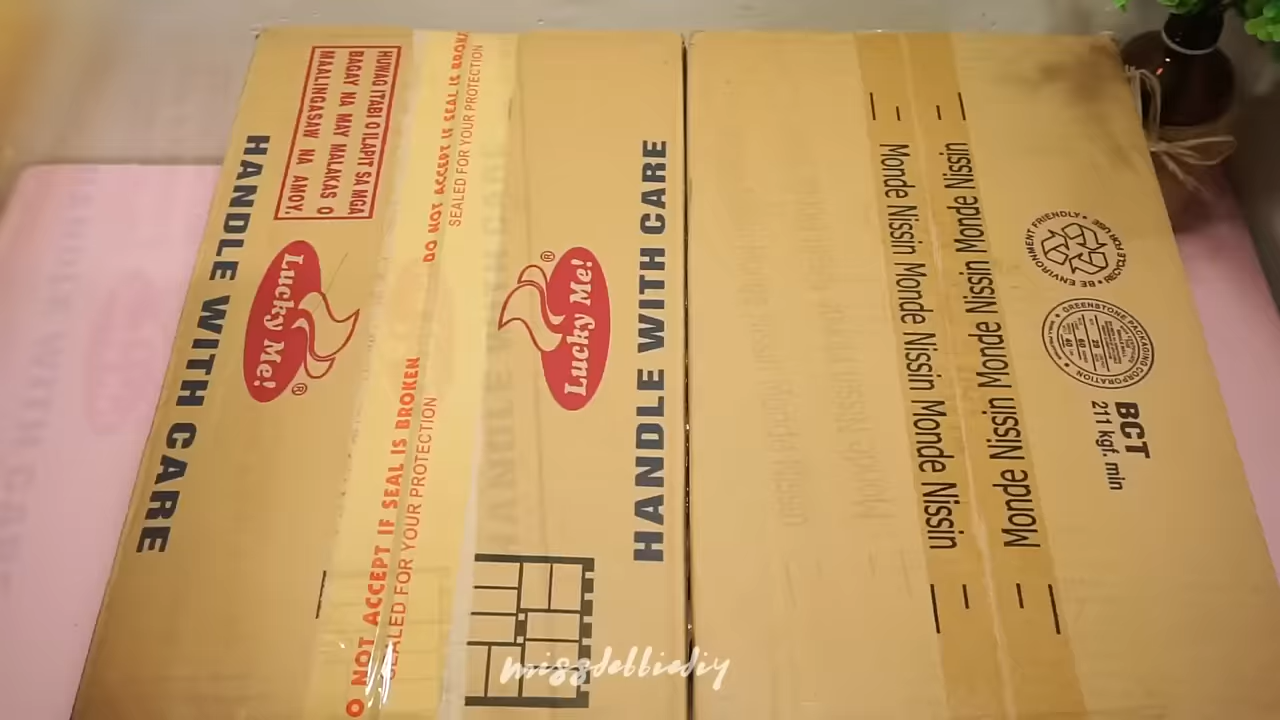 HUWAG ITABI O ILAPIT SA MGA
BAGAY NA MAY MALAKAS O
MAALINGASAW NA AMOY.
HANDLE WITH CARE
Lucky Me!®
DO NOT ACCEPT IF SEAL IS BROKEN
SEALED FOR YOUR PROTECTION
O NOT ACCEPT IF SEAL IS BROKEN
SEALED FOR YOUR PROTECTION
Lucky Me!®
HANDLE WITH CARE
Monde Nissin Monde Nissin Monde Nissin
Monde Nissin Monde Nissin Monde Nissin
BE ENVIRONMENT FRIENDLY • RECYCLE FOR USE •
GREENSTONE PACKAGING CORPORATION
BCT
211 kgf. min
missdebbiediy